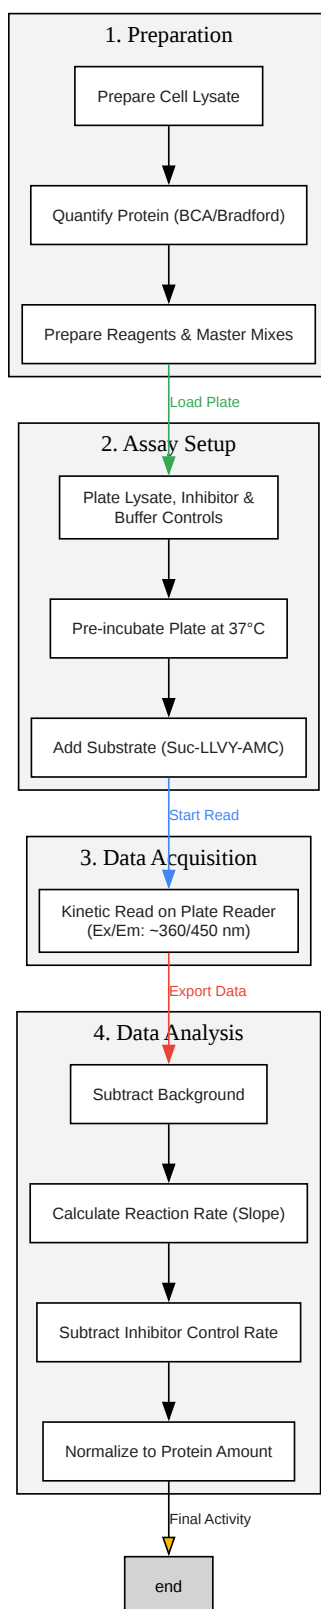 1. Preparation
Prepare Cell Lysate
Quantify Protein (BCA/Bradford)
Prepare Reagents & Master Mixes
Load Plate
2. Assay Setup
Plate Lysate, Inhibitor &
Buffer Controls
Pre-incubate Plate at 37°C
Add Substrate (Suc-LLVY-AMC)
Start Read
3. Data Acquisition
Kinetic Read on Plate Reader
(Ex/Em: ~360/450 nm)
Export Data
4. Data Analysis
Subtract Background
Calculate Reaction Rate (Slope)
Subtract Inhibitor Control Rate
Normalize to Protein Amount
Final Activity
end